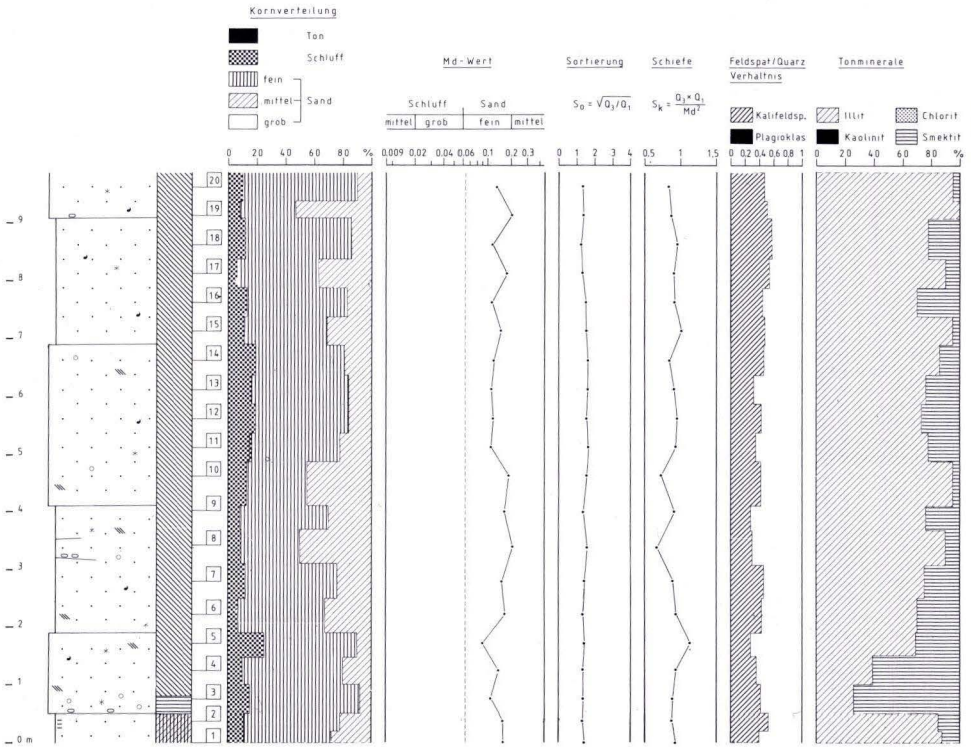 Kornverteilung
Ton
Schluff
fein
mittel Sand
grob
Md-Wert
Schluff Sand
mittel grob fein mittel
0.009 0.02 0.04 0.06 0.1 0.2 0.3
Sortierung
So = √Q3/Q1
Schiefe
Sk = Q3 × Q1 / Md²
Feldspat/Quarz
Verhältnis
Kalifeldsp.
Plagioklas
Tonminerale
Illit Chlorit
Kaolinit Smektit
0 20 40 60 80 %
0 1 2 3 4
0.5 1 1,5
0 0.2 0.4 0.6 0.8 1
0 20 40 60 80 %
20
19
9
18
17
8
16
15
7
14
13
6
12
11
5
10
9
4
8
3
7
6
2
5
4
1
3
2
0 m
1